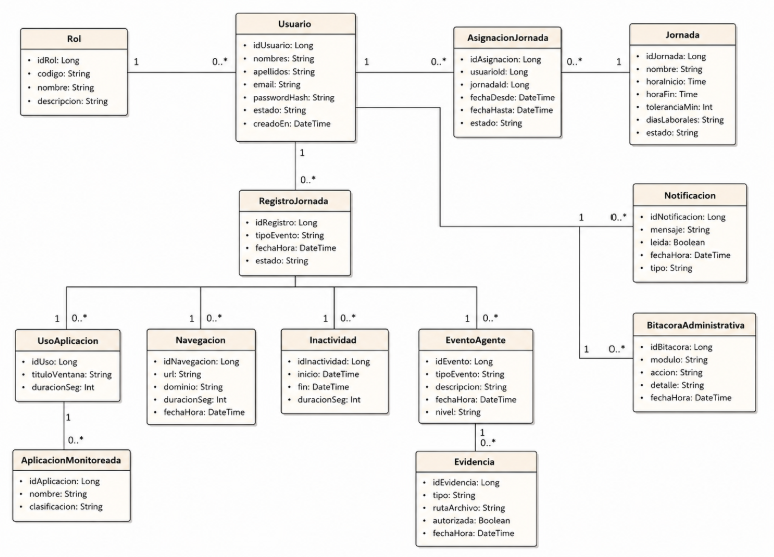 Rol
• idRol: Long
• codigo: String
• nombre: String
• descripcion: String
1
0..*
Usuario
• idUsuario: Long
• nombres: String
• apellidos: String
• email: String
• passwordHash: String
• estado: String
• creadoEn: DateTime
1
0..*
AsignacionJornada
• idAsignacion: Long
• usuarioId: Long
• jornadaId: Long
• fechaDesde: DateTime
• fechaHasta: DateTime
• estado: String
0..*
1
Jornada
• idJornada: Long
• nombre: String
• horaInicio: Time
• horaFin: Time
• toleranciaMin: Int
• diasLaborales: String
• estado: String
1
0..*
RegistroJornada
• idRegistro: Long
• tipoEvento: String
• fechaHora: DateTime
• estado: String
1
0..*
Notificacion
• idNotificacion: Long
• mensaje: String
• leida: Boolean
• fechaHora: DateTime
• tipo: String
1 0..*
1 0..*
1 0..*
1 0..*
UsoAplicacion
• idUso: Long
• tituloVentana: String
• duracionSeg: Int
Navegacion
• idNavegacion: Long
• url: String
• dominio: String
• duracionSeg: Int
• fechaHora: DateTime
Inactividad
• idInactividad: Long
• inicio: DateTime
• fin: DateTime
• duracionSeg: Int
EventoAgente
• idEvento: Long
• tipoEvento: String
• descripcion: String
• fechaHora: DateTime
• nivel: String
1
0..*
BitacoraAdministrativa
• idBitacora: Long
• modulo: String
• accion: String
• detalle: String
• fechaHora: DateTime
1
0..*
AplicacionMonitoreada
• idAplicacion: Long
• nombre: String
• clasificacion: String
1
0..*
Evidencia
• idEvidencia: Long
• tipo: String
• rutaArchivo: String
• autorizada: Boolean
• fechaHora: DateTime